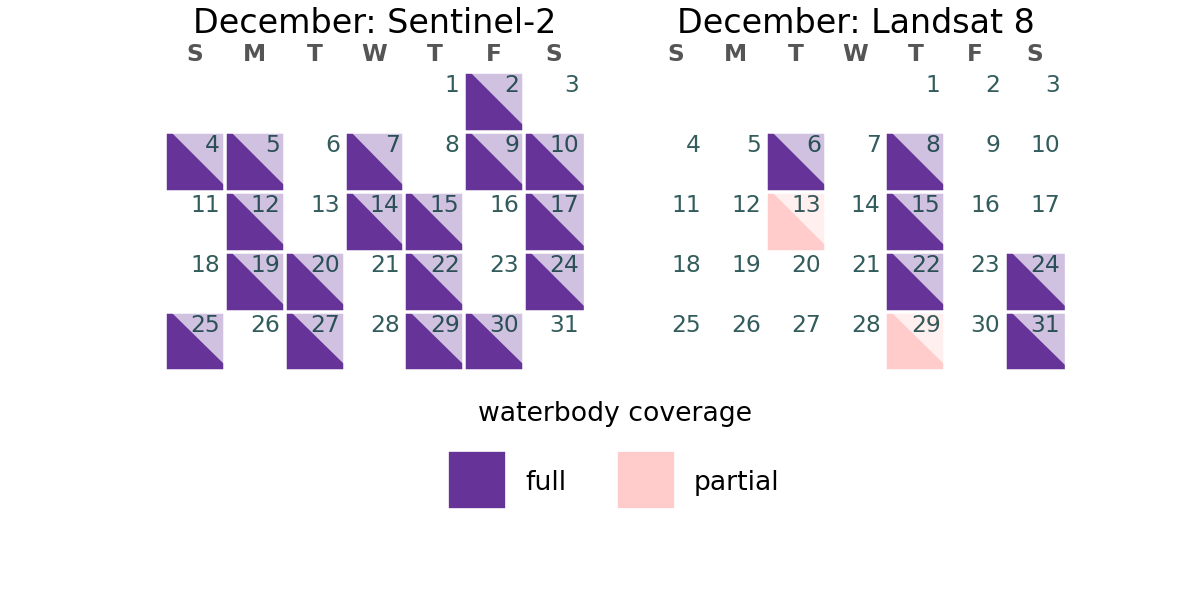 December: Sentinel-2
S M T W T F S
1 2 3
4 5 6 7 8 9 10
11 12 13 14 15 16 17
18 19 20 21 22 23 24
25 26 27 28 29 30 31
December: Landsat 8
S M T W T F S
1 2 3
4 5 6 7 8 9 10
11 12 13 14 15 16 17
18 19 20 21 22 23 24
25 26 27 28 29 30 31
waterbody coverage
full partial